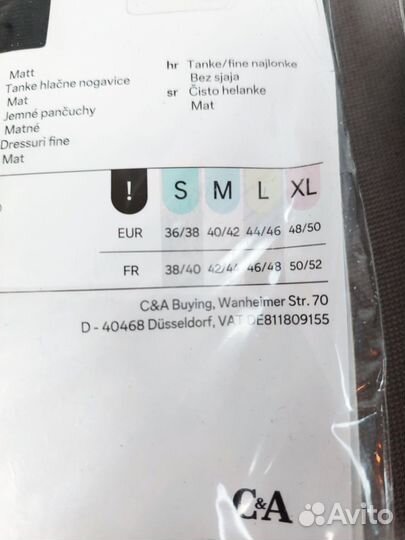 Matt
Tanke hlačne nogavice
Mat
Jemné pančuchy
Matné
Dressuri fine
Mat
hr Tanke/fine najlonke
Bez sjaja
sr Čisto helanke
Mat
! S M L XL
EUR 36/38 40/42 44/46 48/50
FR 38/40 42/44 46/48 50/52
C&A Buying, Wanheimer Str. 70
D - 40468 Düsseldorf, VAT DE811809155
C&A
Avito